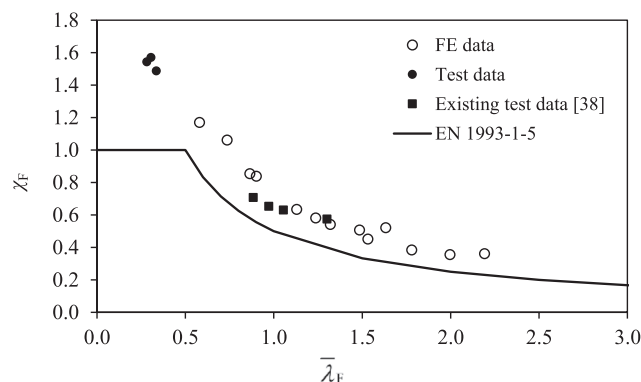 1.8
1.6
1.4
1.2
1.0
0.8
0.6
0.4
0.2
0.0
χF
FE data
Test data
Existing test data [38]
EN 1993-1-5
0.0 0.5 1.0 1.5 2.0 2.5 3.0
λ̅F